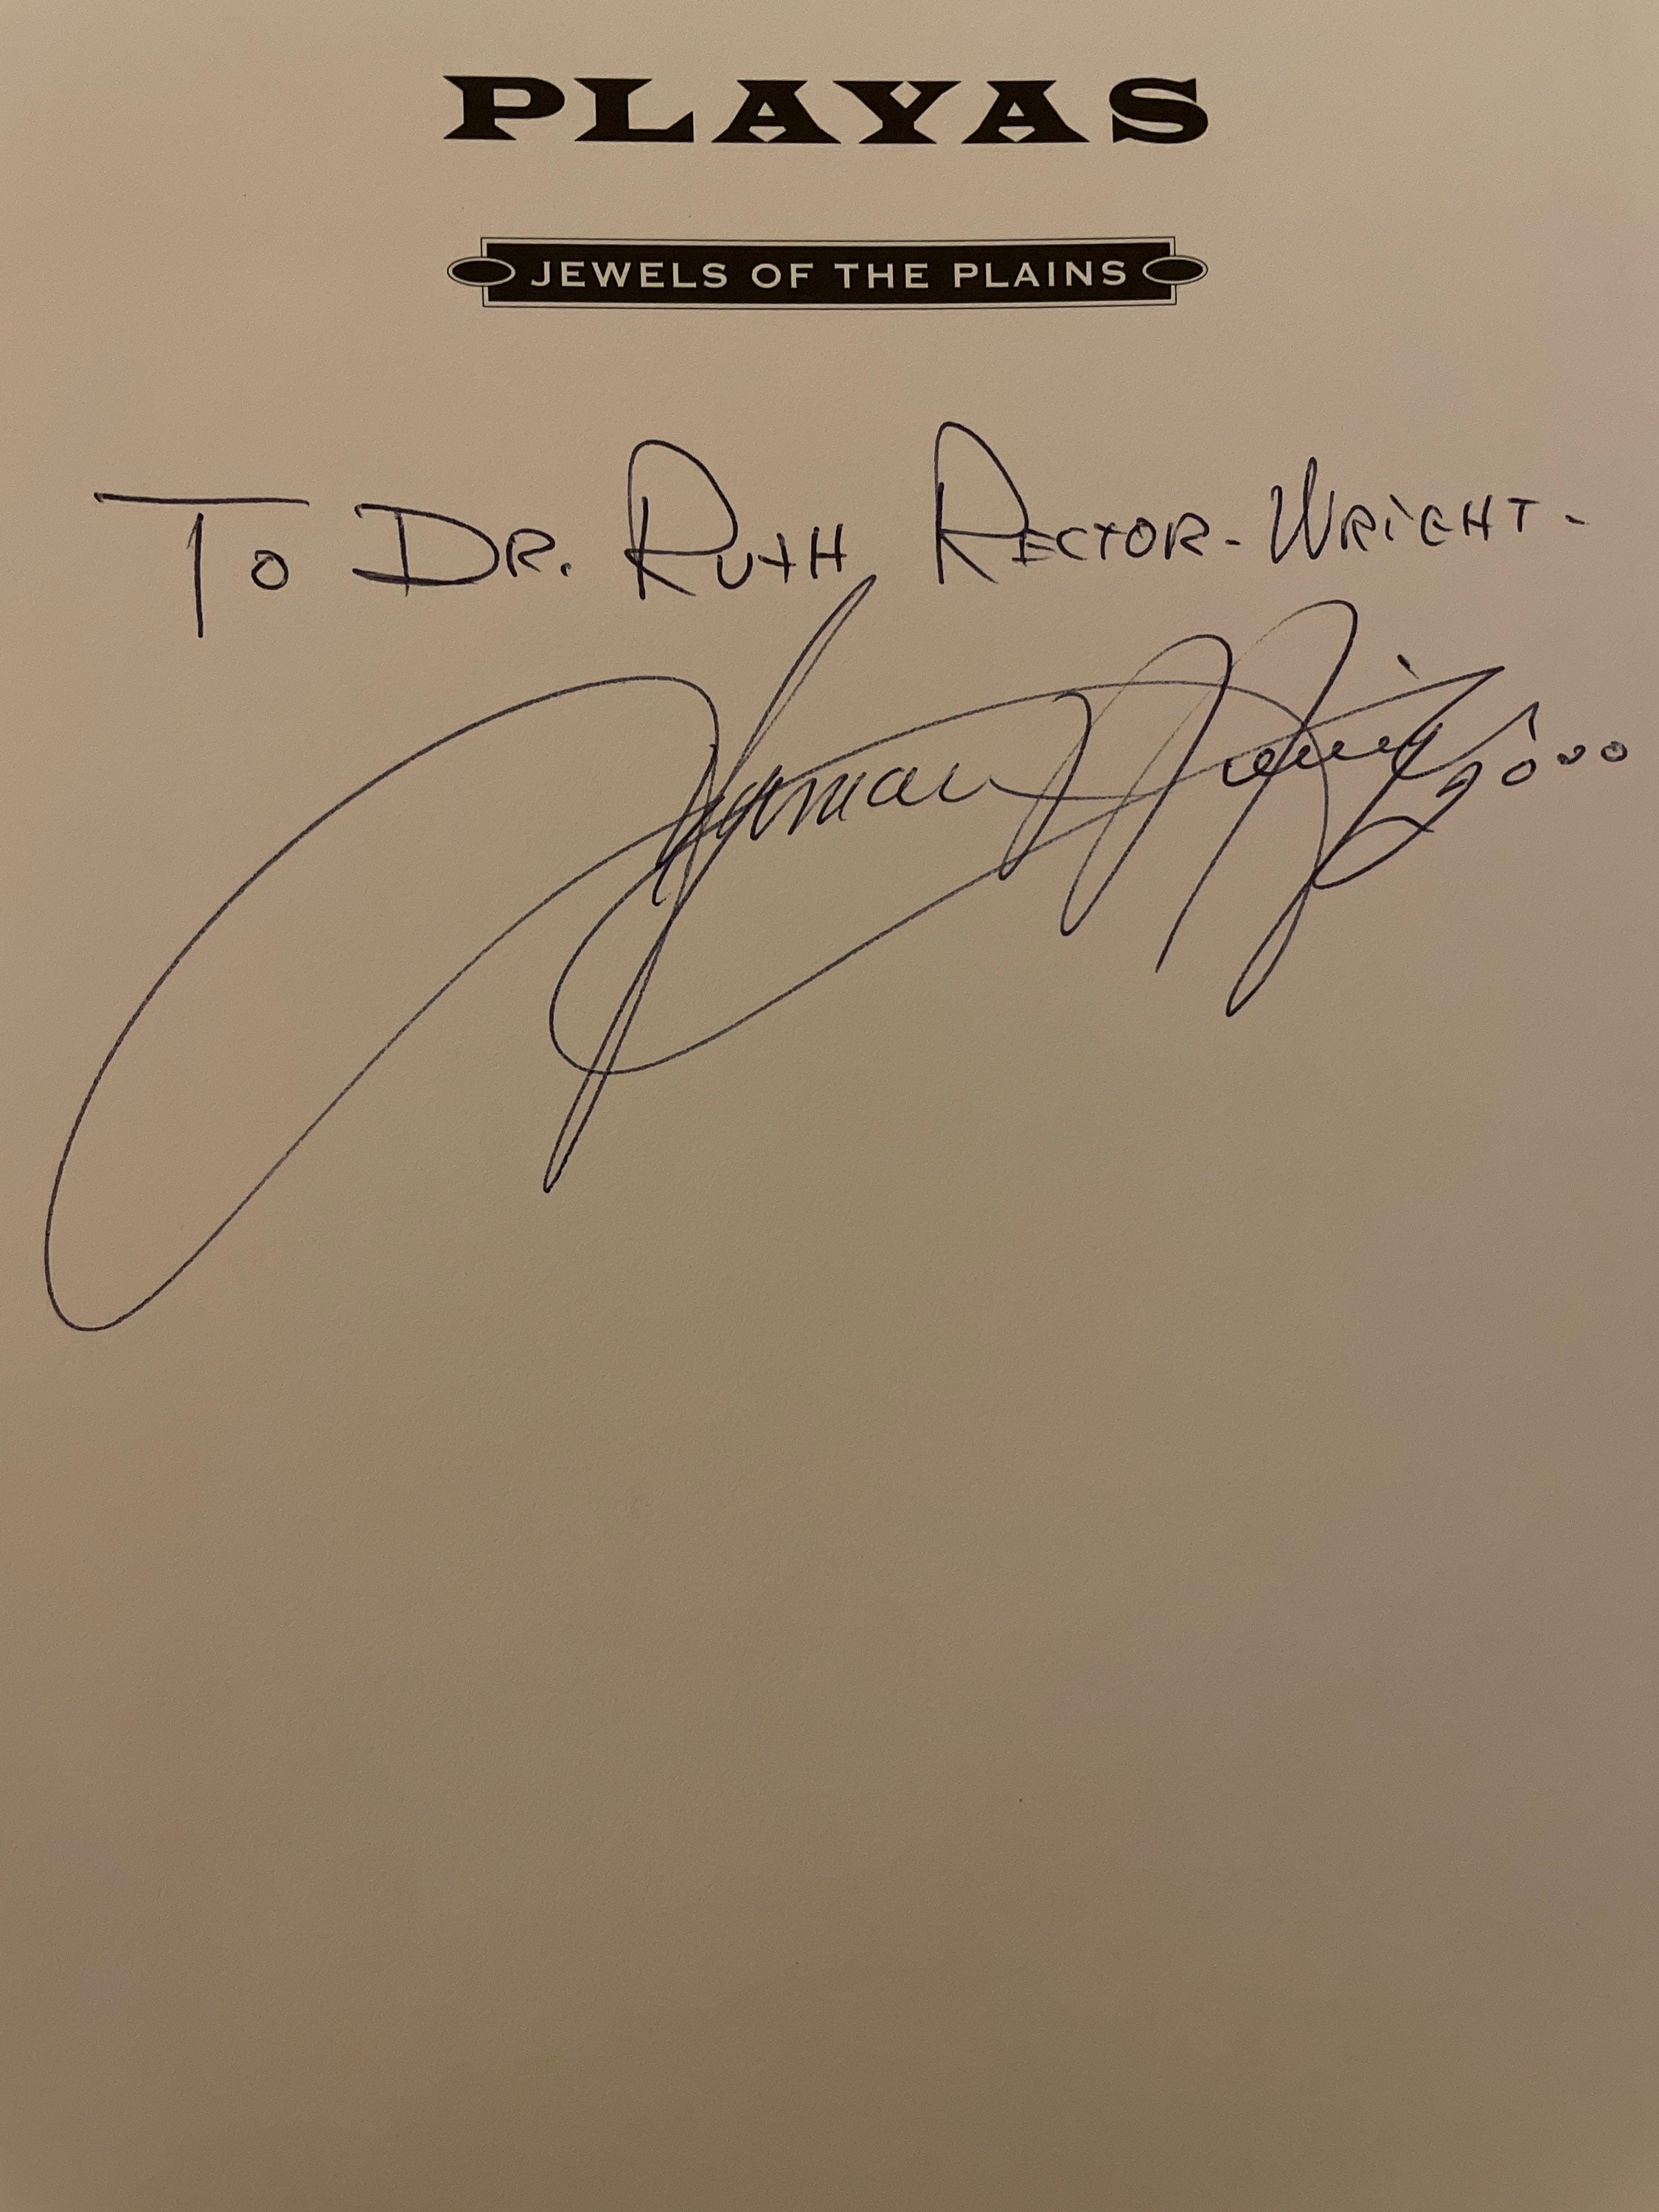 PLAYAS
JEWELS OF THE PLAINS
To DR. RUTH RECTOR-WRIGHT-
2000